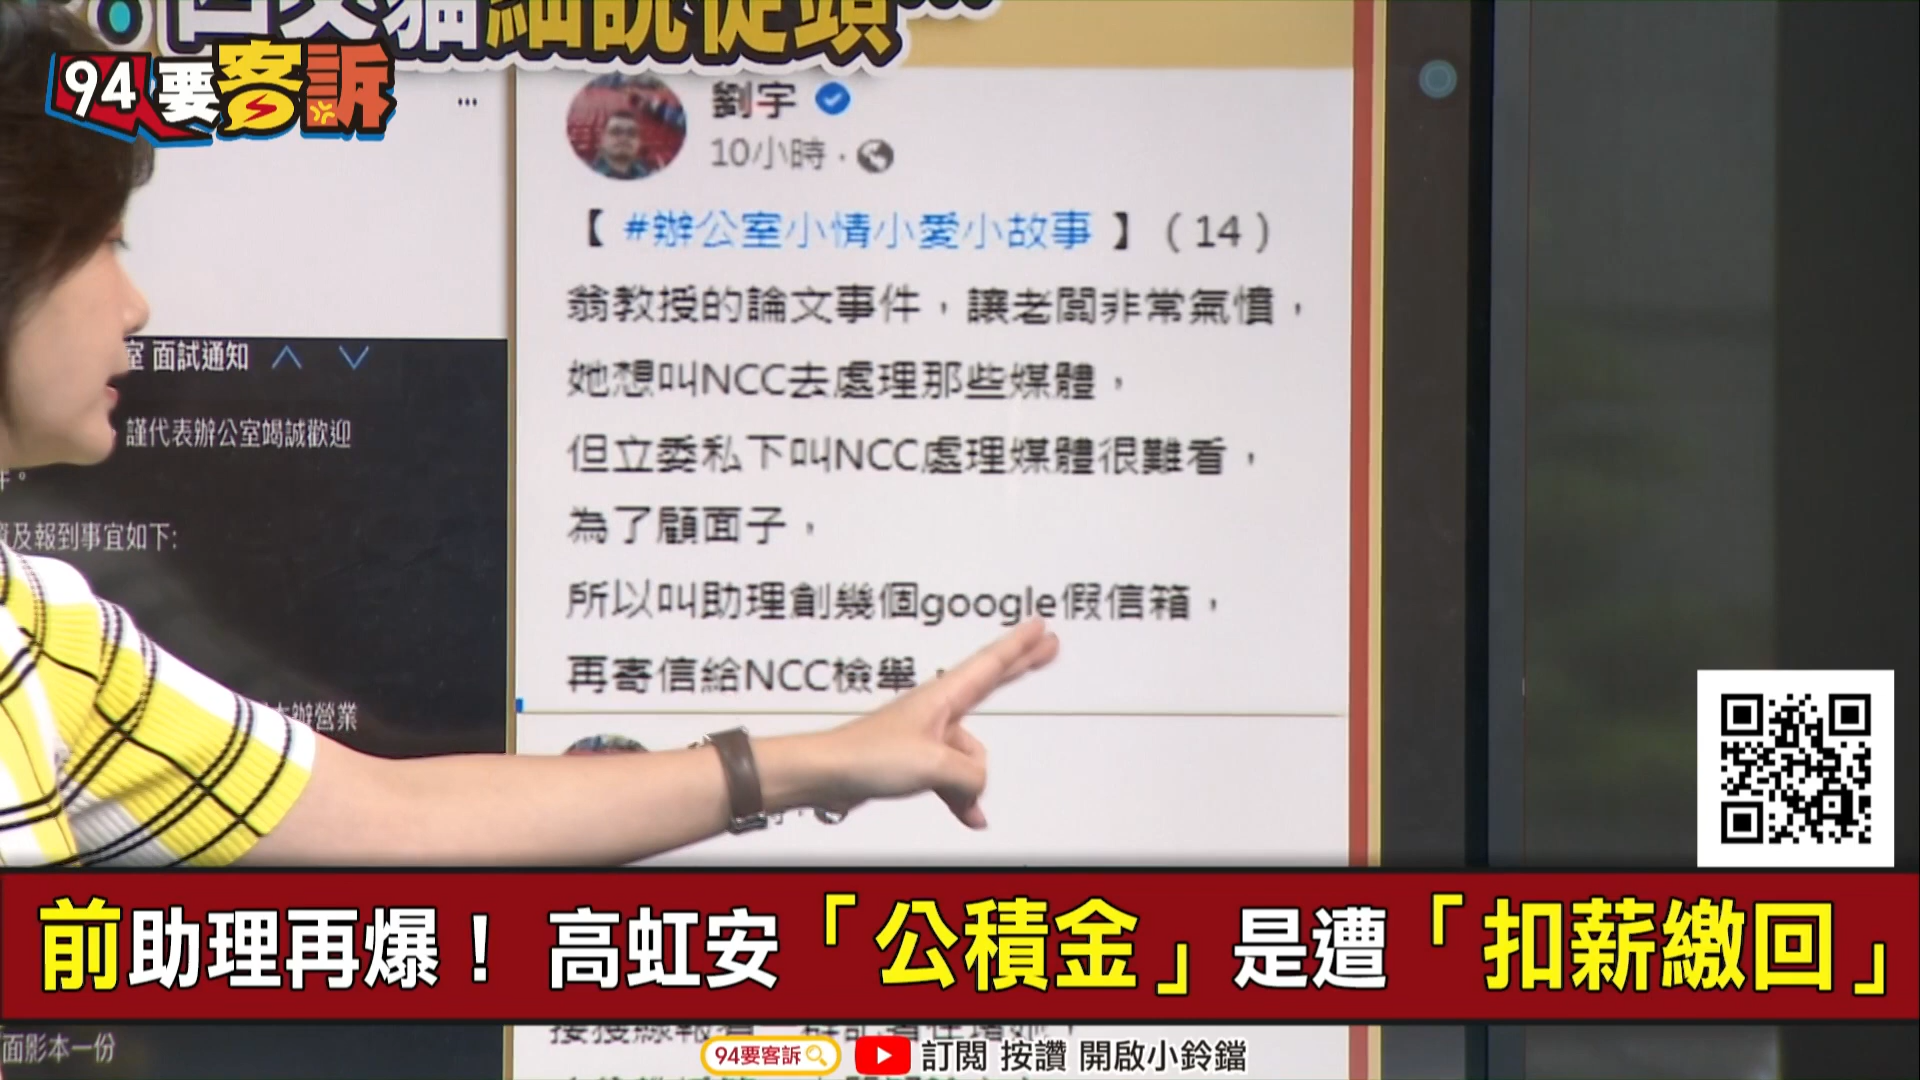 細說從頭…
94要客訴
劉宇
10小時
【 #辦公室小情小愛小故事 】（14）
翁教授的論文事件，讓老闆非常氣憤，
她想叫NCC去處理那些媒體，
但立委私下叫NCC處理媒體很難看，
為了顧面子，
所以叫助理創幾個google假信箱，
再寄信給NCC檢舉，
室 面試通知
謹代表辦公室竭誠歡迎
件。
及報到事宜如下:
辦營業
前助理再爆！ 高虹安「公積金」是遭「扣薪繳回」
面影本一份
94要客訴
訂閱 按讚 開啟小鈴鐺